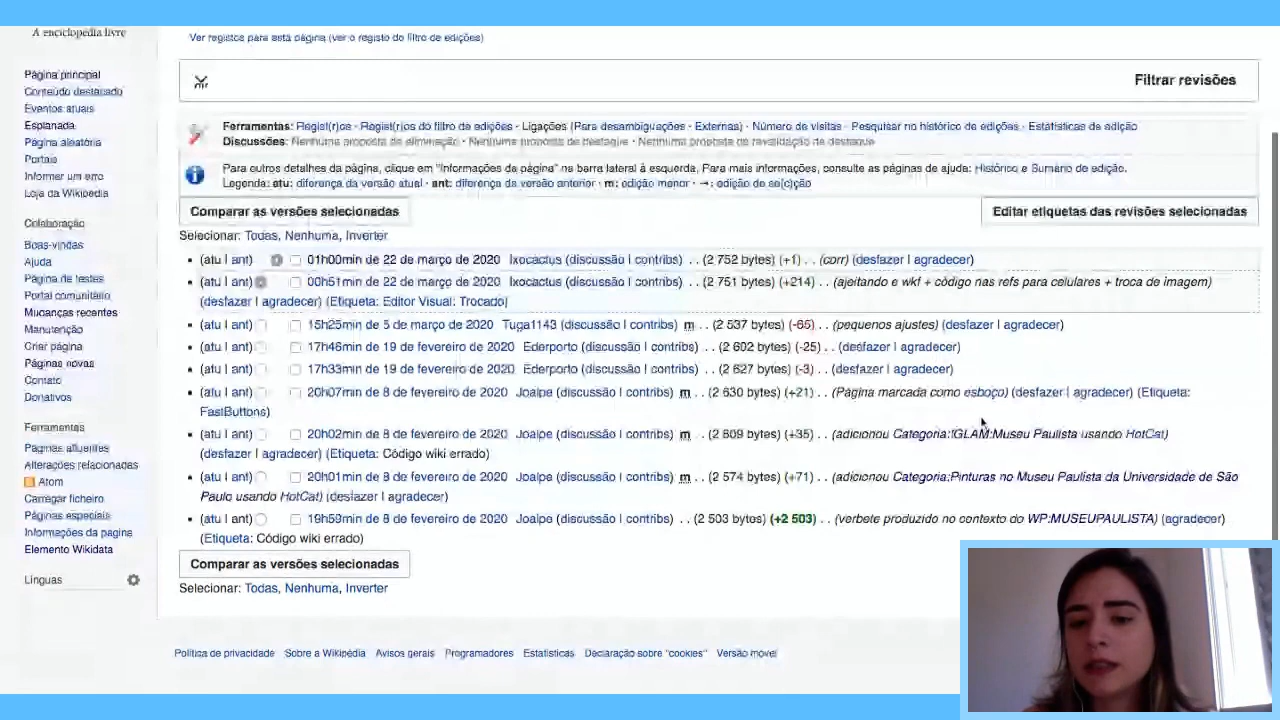 A enciclopédia livre
Ver registos para esta página (ver o registo do filtro de edições)
Filtrar revisões
Página principal
Conteúdo destacado
Eventos atuais
Esplanada
Página aleatória
Portais
Informar um erro
Loja da Wikipédia
Colaboração
Boas-vindas
Ajuda
Página de testes
Portal comunitário
Mudanças recentes
Manutenção
Criar página
Páginas novas
Contato
Donativos
Ferramentas
Páginas afluentes
Alterações relacionadas
Atom
Carregar ficheiro
Páginas especiais
Informações da página
Elemento Wikidata
Línguas
Ferramentas: Regist(r)os · Regist(r)os do filtro de edições · Ligações (Para desambiguações · Externas) · Número de visitas · Pesquisar no histórico de edições · Estatísticas de edição
Discussões: Nenhuma proposta de eliminação · Nenhuma proposta de destaque · Nenhuma proposta de revalidação de destaque
Para outros detalhes da página, clique em "Informações da página" na barra lateral à esquerda. Para mais informações, consulte as páginas de ajuda: Histórico e Sumário de edição.
Legenda: atu: diferença da versão atual · ant: diferença da versão anterior · m: edição menor · →: edição de se(c)ção
Comparar as versões selecionadas
Editar etiquetas das revisões selecionadas
Selecionar: Todas, Nenhuma, Inverter
(atu | ant) 01h00min de 22 de março de 2020 Ixocactus (discussão | contribs) . . (2 752 bytes) (+1) . . (corr) (desfazer | agradecer)
(atu | ant) 00h51min de 22 de março de 2020 Ixocactus (discussão | contribs) . . (2 751 bytes) (+214) . . (ajeitando e wkf + código nas refs para celulares + troca de imagem)
(desfazer | agradecer) (Etiqueta: Editor Visual: Trocado)
(atu | ant) 15h25min de 5 de março de 2020 Tuga1143 (discussão | contribs) m . . (2 537 bytes) (-65) . . (pequenos ajustes) (desfazer | agradecer)
(atu | ant) 17h46min de 19 de fevereiro de 2020 Ederporto (discussão | contribs) . . (2 602 bytes) (-25) . . (desfazer | agradecer)
(atu | ant) 17h33min de 19 de fevereiro de 2020 Ederporto (discussão | contribs) . . (2 627 bytes) (-3) . . (desfazer | agradecer)
(atu | ant) 20h07min de 8 de fevereiro de 2020 Joalpe (discussão | contribs) m . . (2 630 bytes) (+21) . . (Página marcada como esboço) (desfazer | agradecer) (Etiqueta:
FastButtons)
(atu | ant) 20h02min de 8 de fevereiro de 2020 Joalpe (discussão | contribs) m . . (2 609 bytes) (+35) . . (adicionou Categoria:!GLAM:Museu Paulista usando HotCat)
(desfazer | agradecer) (Etiqueta: Código wiki errado)
(atu | ant) 20h01min de 8 de fevereiro de 2020 Joalpe (discussão | contribs) m . . (2 574 bytes) (+71) . . (adicionou Categoria:Pinturas no Museu Paulista da Universidade de São
Paulo usando HotCat) (desfazer | agradecer)
(atu | ant) 19h59min de 8 de fevereiro de 2020 Joalpe (discussão | contribs) . . (2 503 bytes) (+2 503) . . (verbete produzido no contexto do WP:MUSEUPAULISTA) (agradecer)
(Etiqueta: Código wiki errado)
Comparar as versões selecionadas
Selecionar: Todas, Nenhuma, Inverter
Política de privacidade Sobre a Wikipédia Avisos gerais Programadores Estatísticas Declaração sobre "cookies" Versão móvel